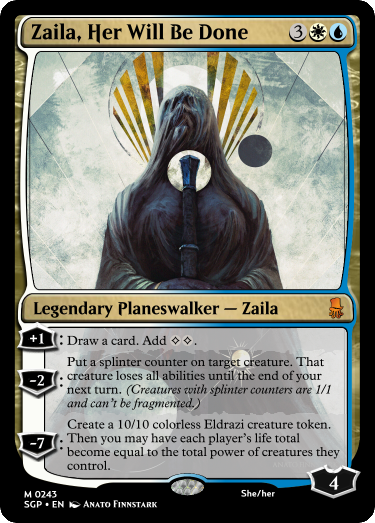 Zaila, Her Will Be Done 3
Legendary Planeswalker — Zaila
+1: Draw a card. Add ◇◇.
Put a splinter counter on target creature. That
-2: creature loses all abilities until the end of your
next turn. (Creatures with splinter counters are 1/1
and can't be fragmented.)
Create a 10/10 colorless Eldrazi creature token.
-7: Then you may have each player's life total
become equal to the total power of creatures they
control.
4
M 0243
SGP • EN Anato Finnstark
She/her